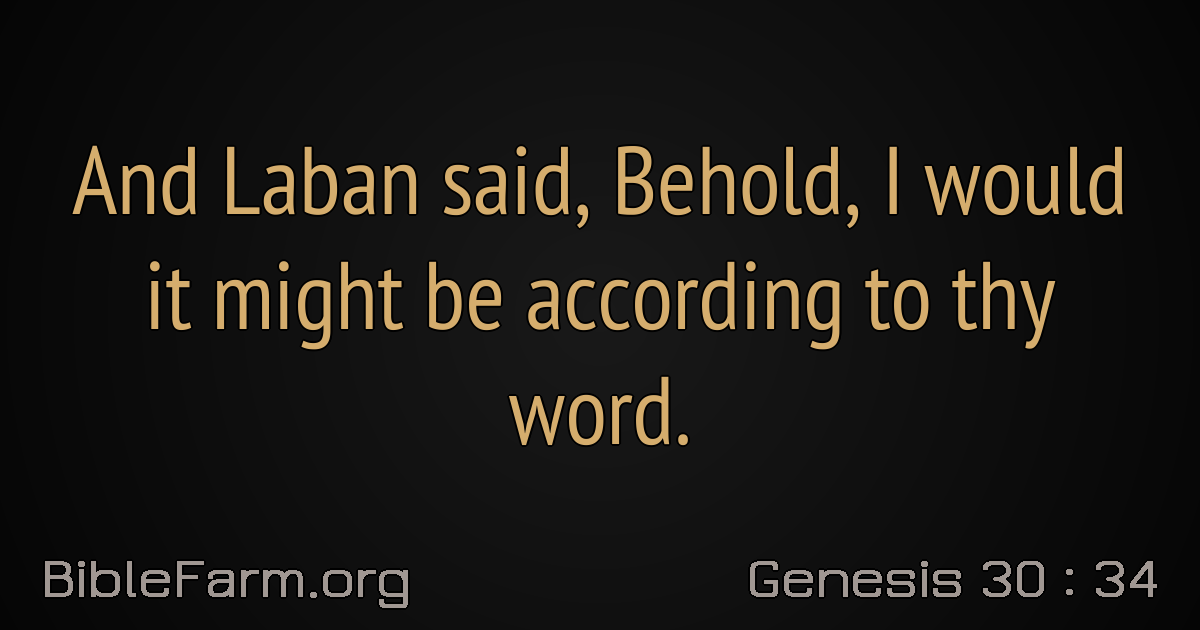 And Laban said, Behold, I would
it might be according to thy
word.
BibleFarm.org
Genesis 30 : 34